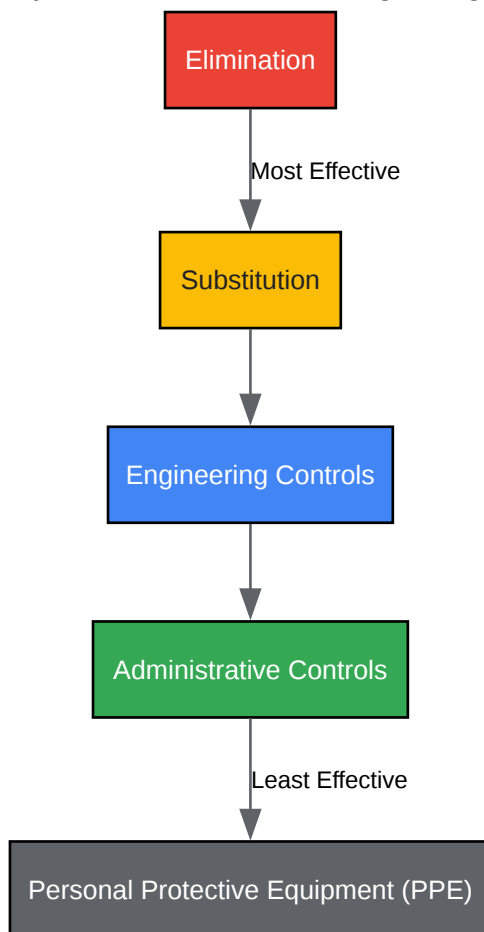 Elimination
Most Effective
Substitution
Engineering Controls
Administrative Controls
Least Effective
Personal Protective Equipment (PPE)